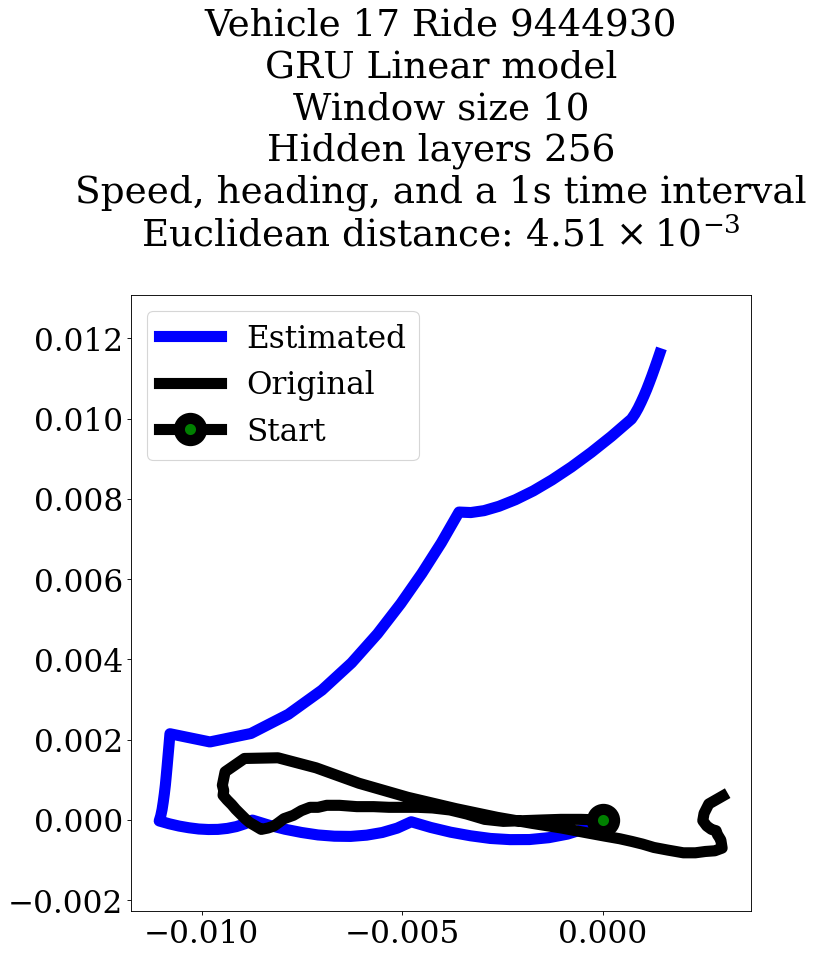 Vehicle 17 Ride 9444930
GRU Linear model
Window size 10
Hidden layers 256
Speed, heading, and a 1s time interval
Euclidean distance: 4.51 × 10⁻³
Estimated
Original
Start
0.012
0.010
0.008
0.006
0.004
0.002
0.000
−0.002
−0.010
−0.005
0.000